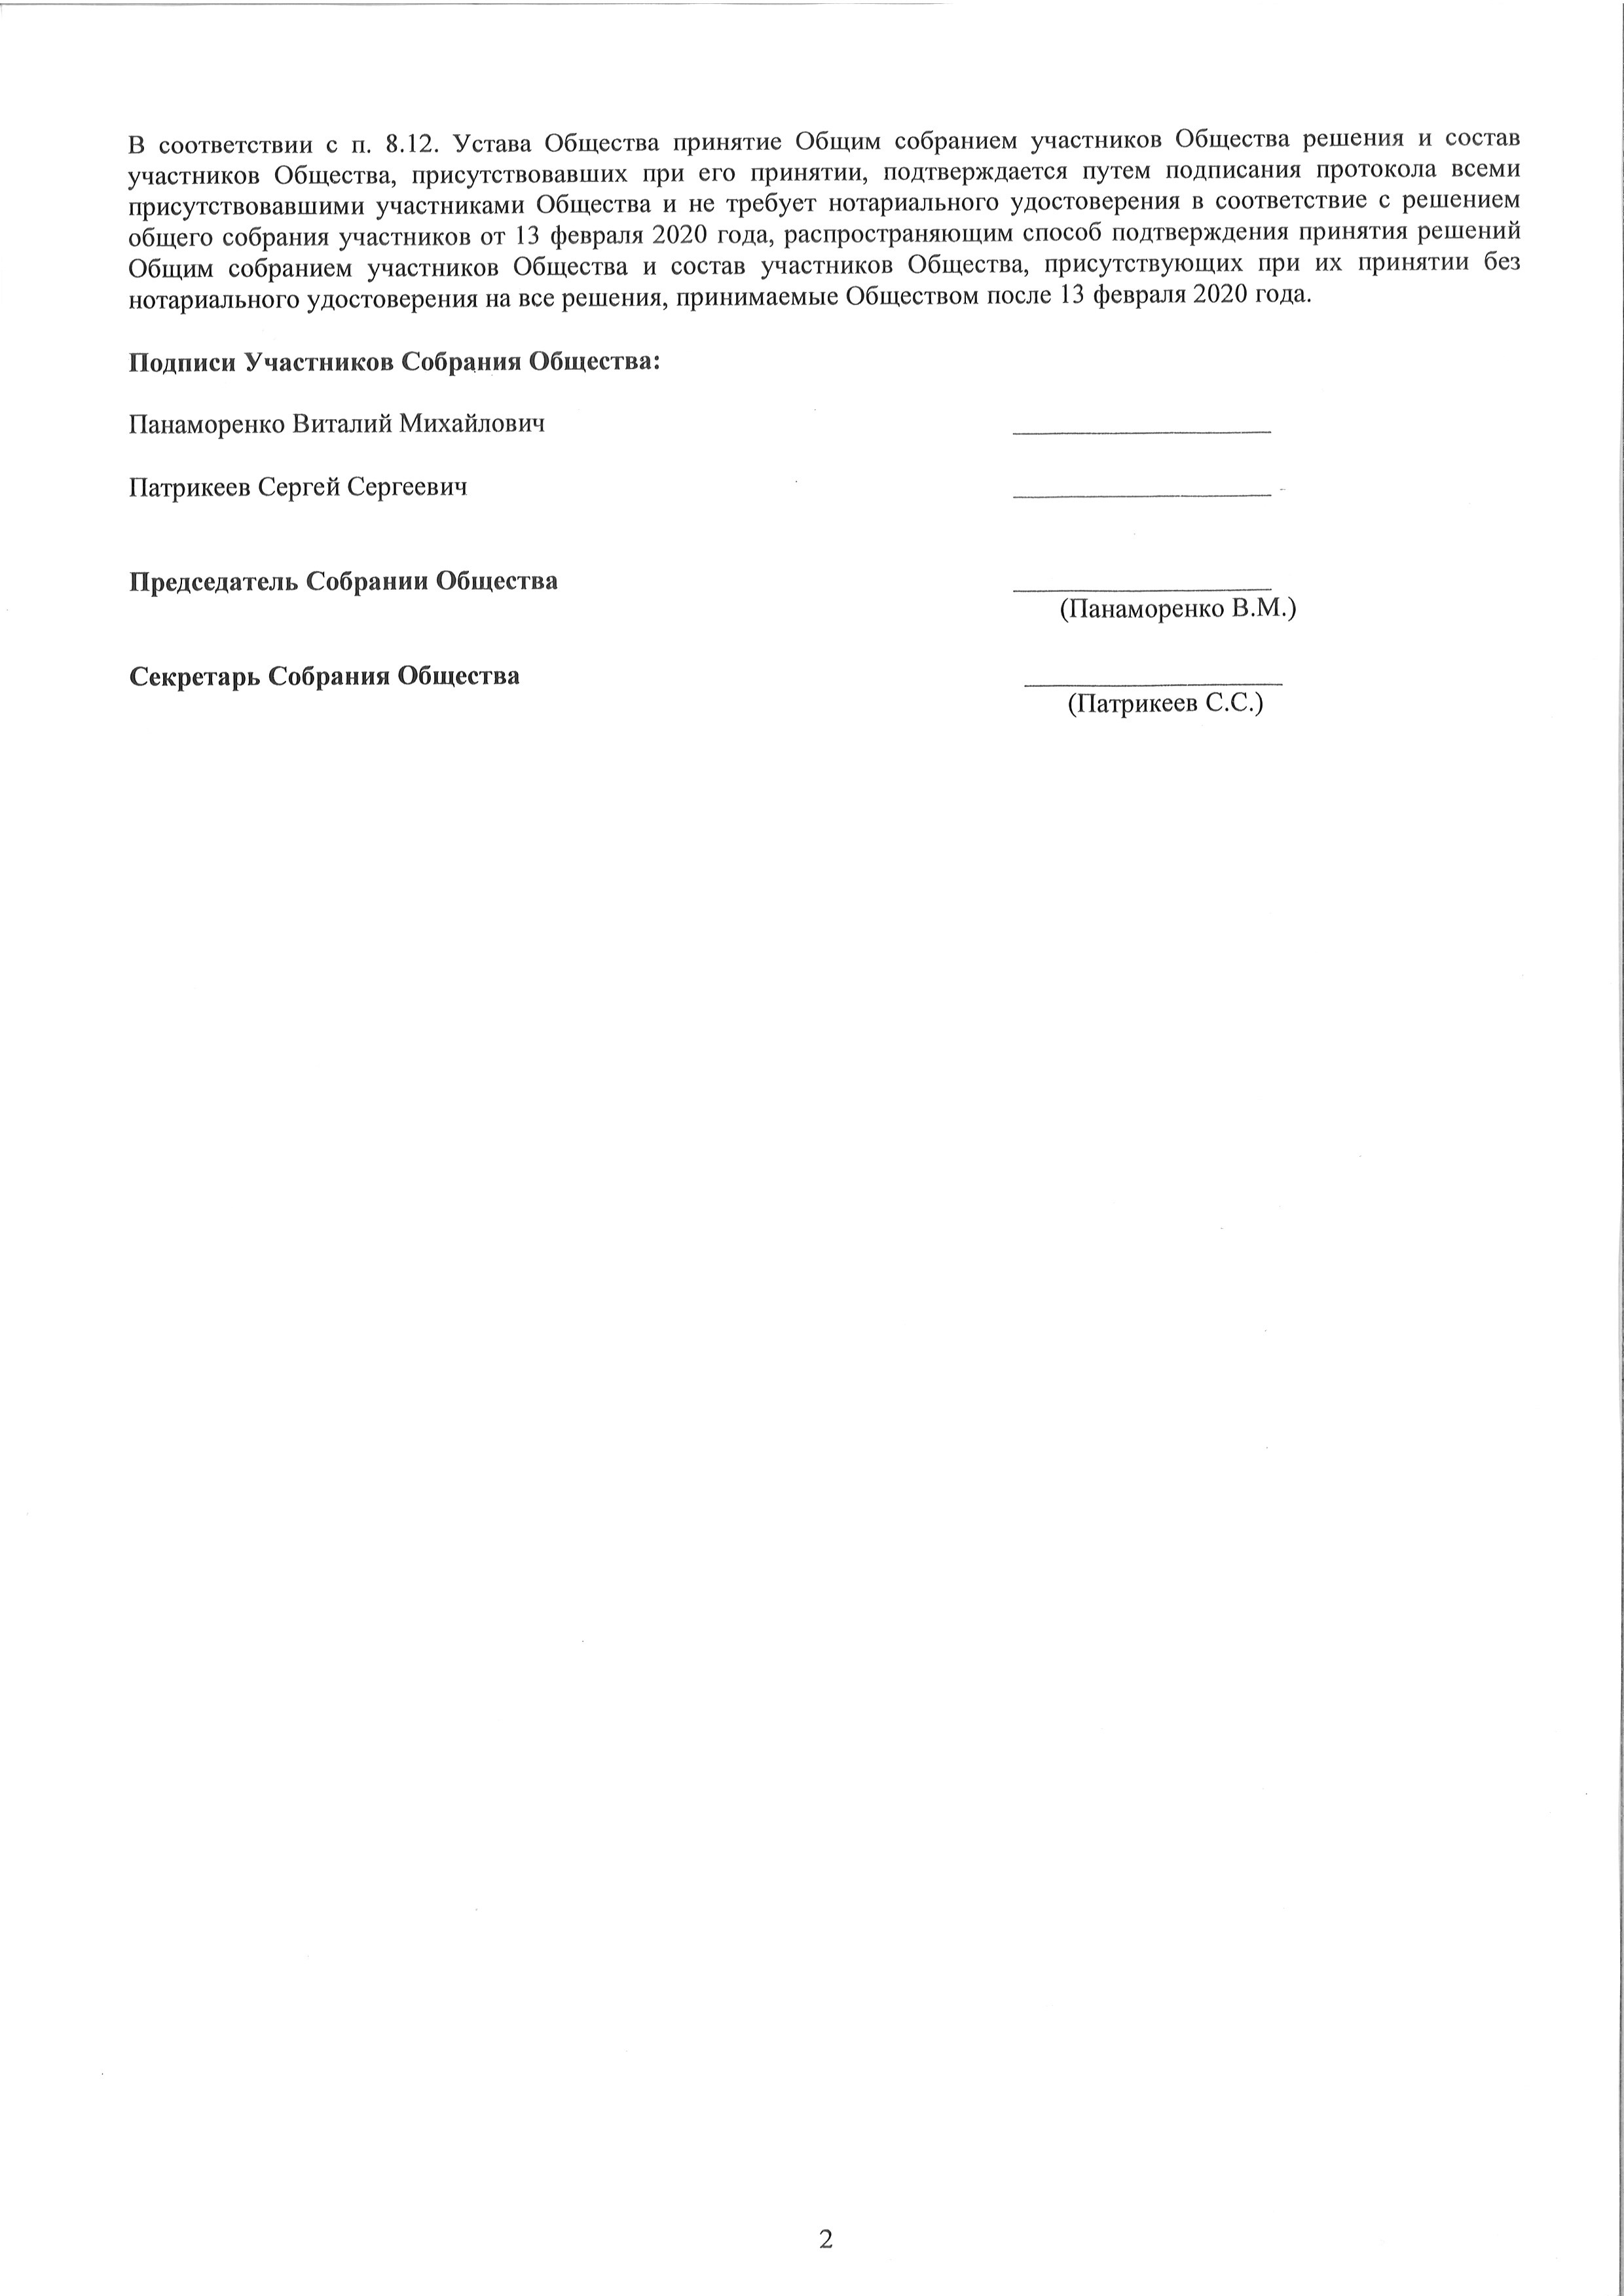 В соответствии с п. 8.12. Устава Общества принятие Общим собранием участников Общества решения и состав
участников Общества, присутствовавших при его принятии, подтверждается путем подписания протокола всеми
присутствовавшими участниками Общества и не требует нотариального удостоверения в соответствие с решением
общего собрания участников от 13 февраля 2020 года, распространяющим способ подтверждения принятия решений
Общим собранием участников Общества и состав участников Общества, присутствующих при их принятии без
нотариального удостоверения на все решения, принимаемые Обществом после 13 февраля 2020 года.
Подписи Участников Собрания Общества:
Панаморенко Виталий Михайлович
Патрикеев Сергей Сергеевич
Председатель Собрании Общества
(Панаморенко В.М.)
Секретарь Собрания Общества
(Патрикеев С.С.)
2